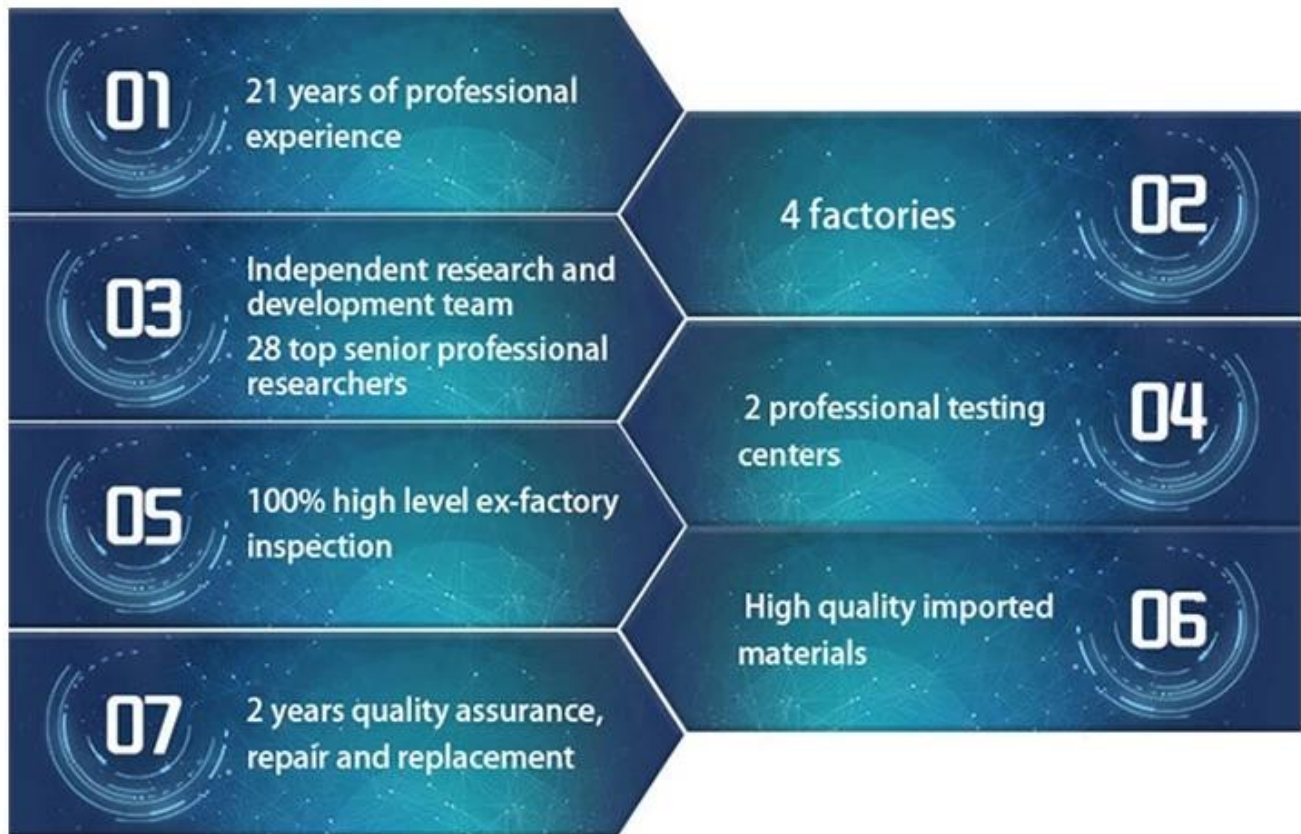 01
21 years of professional
experience
02
4 factories
03
Independent research and
development team
28 top senior professional
researchers
04
2 professional testing
centers
05
100% high level ex-factory
inspection
06
High quality imported
materials
07
2 years quality assurance,
repair and replacement